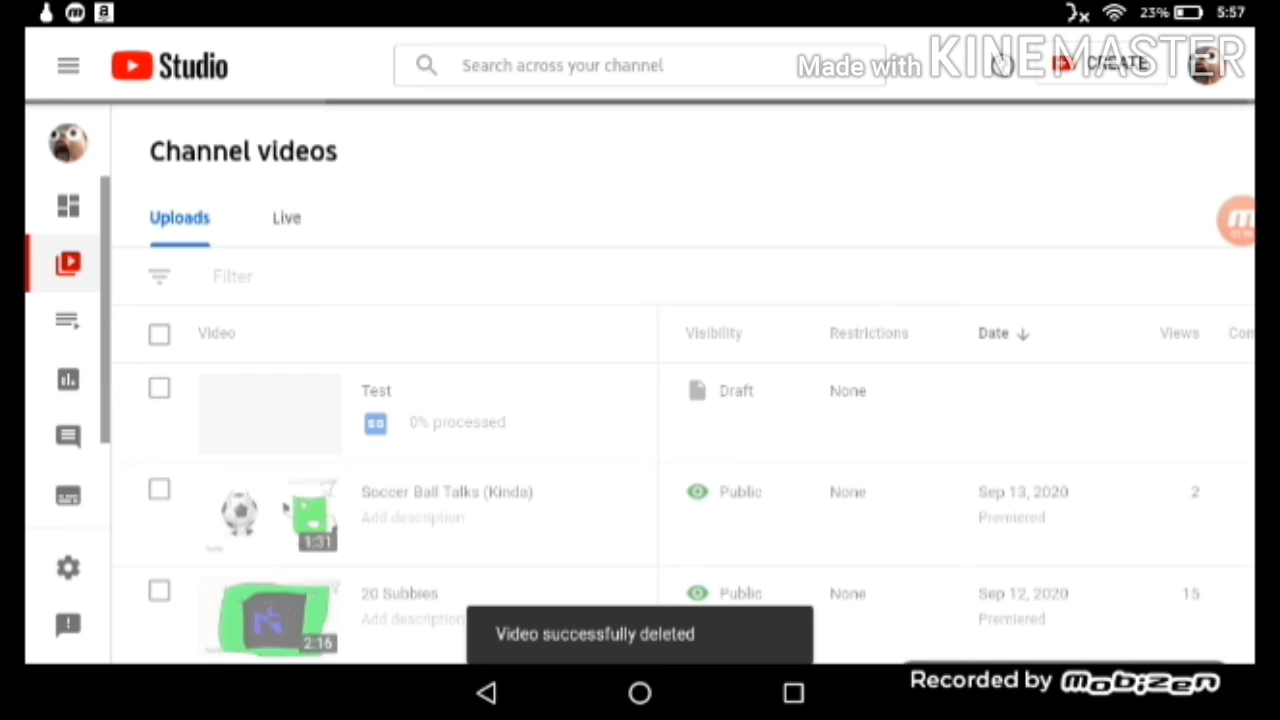 23% 5:57
Studio
Search across your channel
Made with KINEMASTER
CREATE
Channel videos
Uploads Live
Filter
Video Visibility Restrictions Date Views Con
Test Draft None
SD 0% processed
Soccer Ball Talks (Kinda) Public None Sep 13, 2020 2
Add description Premiered
1:31
20 Subbies Public None Sep 12, 2020 15
Add description Premiered
2:16
Video successfully deleted
Recorded by mobizen